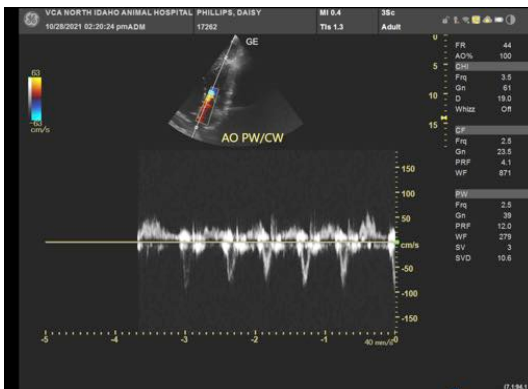 VCA NORTH IDAHO ANIMAL HOSPITAL PHILLIPS, DAISY MI 0.4 3Sc
10/28/2021 02:20:24 pmADM 17262 TIs 1.3 Adult
GE
63
-63
cm/s
0
5
10
15
AO PW/CW
FR 44
AO% 100
CHI
Frq 3.5
Gn 61
D 19.0
Whizz Off
CF
Frq 2.5
Gn 23.5
PRF 4.1
WF 871
PW
Frq 2.5
Gn 39
PRF 12.0
WF 279
SV 3
SVD 10.6
150
100
50
cm/s
-50
-100
-150
-5 -4 -3 -2 -1 0
40 mm/s